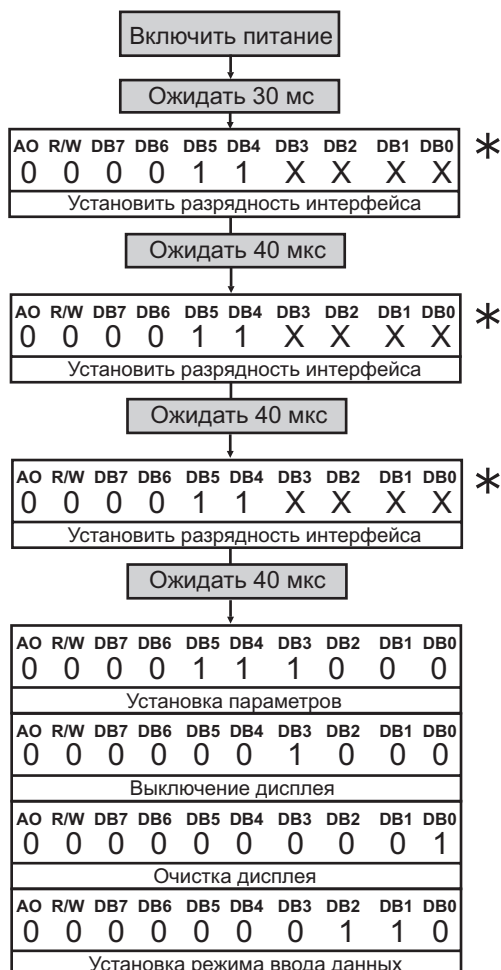 Включить питание
Ожидать 30 мс
AO R/W DB7 DB6 DB5 DB4 DB3 DB2 DB1 DB0 *
0 0 0 0 1 1 X X X X
Установить разрядность интерфейса
Ожидать 40 мкс
AO R/W DB7 DB6 DB5 DB4 DB3 DB2 DB1 DB0 *
0 0 0 0 1 1 X X X X
Установить разрядность интерфейса
Ожидать 40 мкс
AO R/W DB7 DB6 DB5 DB4 DB3 DB2 DB1 DB0 *
0 0 0 0 1 1 X X X X
Установить разрядность интерфейса
Ожидать 40 мкс
AO R/W DB7 DB6 DB5 DB4 DB3 DB2 DB1 DB0
0 0 0 0 1 1 1 0 0 0
Установка параметров
AO R/W DB7 DB6 DB5 DB4 DB3 DB2 DB1 DB0
0 0 0 0 0 0 1 0 0 0
Выключение дисплея
AO R/W DB7 DB6 DB5 DB4 DB3 DB2 DB1 DB0
0 0 0 0 0 0 0 0 0 1
Очистка дисплея
AO R/W DB7 DB6 DB5 DB4 DB3 DB2 DB1 DB0
0 0 0 0 0 0 0 1 1 0
Установка режима ввода данных